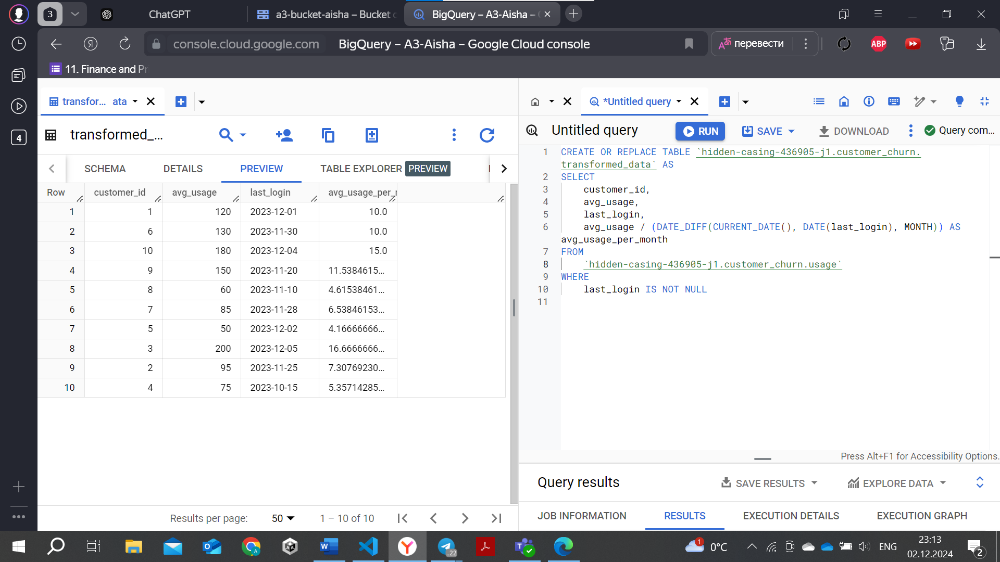 3
ChatGPT
a3-bucket-aisha – Bucket
BigQuery – A3-Aisha –
console.cloud.google.com
BigQuery – A3-Aisha – Google Cloud console
перевести
ABP
11. Finance and Pr
4
transfor... ata
*Untitled query
transformed_...
Untitled query
RUN
SAVE
DOWNLOAD
Query com...
SCHEMA
DETAILS
PREVIEW
TABLE EXPLORER
PREVIEW
Row customer_id avg_usage last_login avg_usage_per_
1 1 120 2023-12-01 10.0
2 6 130 2023-11-30 10.0
3 10 180 2023-12-04 15.0
4 9 150 2023-11-20 11.5384615...
5 8 60 2023-11-10 4.61538461...
6 7 85 2023-11-28 6.53846153...
7 5 50 2023-12-02 4.16666666...
8 3 200 2023-12-05 16.6666666...
9 2 95 2023-11-25 7.30769230...
10 4 75 2023-10-15 5.35714285...
Results per page: 50 1 – 10 of 10
1 CREATE OR REPLACE TABLE `hidden-casing-436905-j1.customer_churn.
transformed_data` AS
2 SELECT
3 customer_id,
4 avg_usage,
5 last_login,
6 avg_usage / (DATE_DIFF(CURRENT_DATE(), DATE(last_login), MONTH)) AS
avg_usage_per_month
7 FROM
8 `hidden-casing-436905-j1.customer_churn.usage`
9 WHERE
10 last_login IS NOT NULL
11
Press Alt+F1 for Accessibility Options.
Query results
SAVE RESULTS
EXPLORE DATA
JOB INFORMATION
RESULTS
EXECUTION DETAILS
EXECUTION GRAPH
..22
1
0°C
ENG
23:13
02.12.2024
2